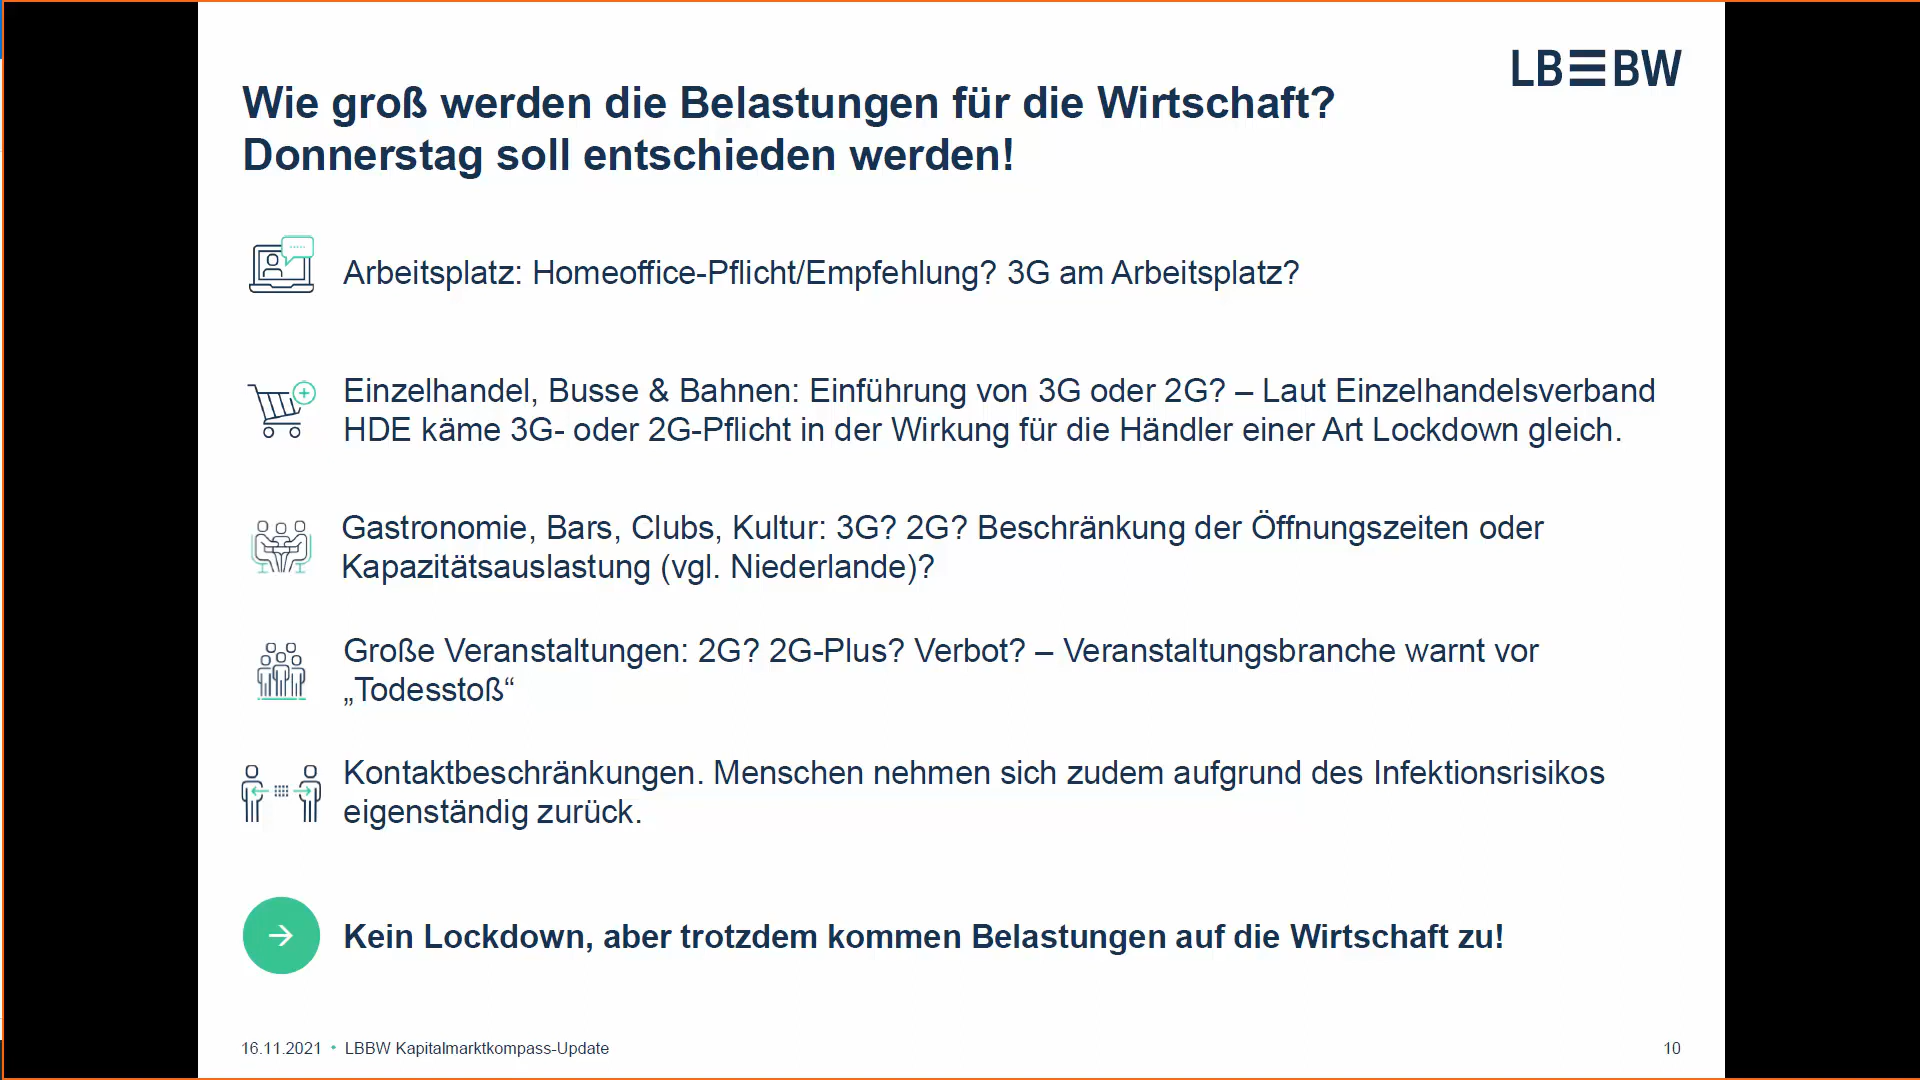 LBBW
Wie groß werden die Belastungen für die Wirtschaft?
Donnerstag soll entschieden werden!
Arbeitsplatz: Homeoffice-Pflicht/Empfehlung? 3G am Arbeitsplatz?
Einzelhandel, Busse & Bahnen: Einführung von 3G oder 2G? – Laut Einzelhandelsverband
HDE käme 3G- oder 2G-Pflicht in der Wirkung für die Händler einer Art Lockdown gleich.
Gastronomie, Bars, Clubs, Kultur: 3G? 2G? Beschränkung der Öffnungszeiten oder
Kapazitätsauslastung (vgl. Niederlande)?
Große Veranstaltungen: 2G? 2G-Plus? Verbot? – Veranstaltungsbranche warnt vor
„Todesstoß“
Kontaktbeschränkungen. Menschen nehmen sich zudem aufgrund des Infektionsrisikos
eigenständig zurück.
Kein Lockdown, aber trotzdem kommen Belastungen auf die Wirtschaft zu!
16.11.2021 • LBBW Kapitalmarktkompass-Update
10